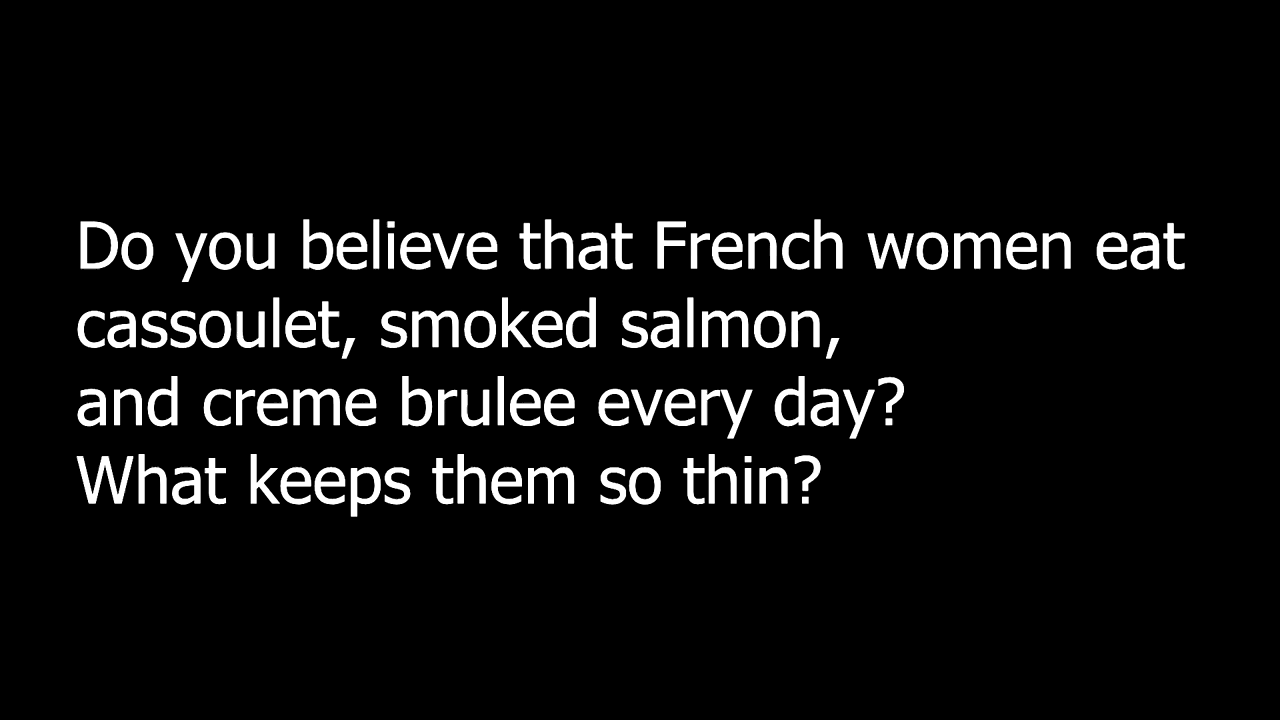 Do you believe that French women eat
cassoulet, smoked salmon,
and creme brulee every day?
What keeps them so thin?